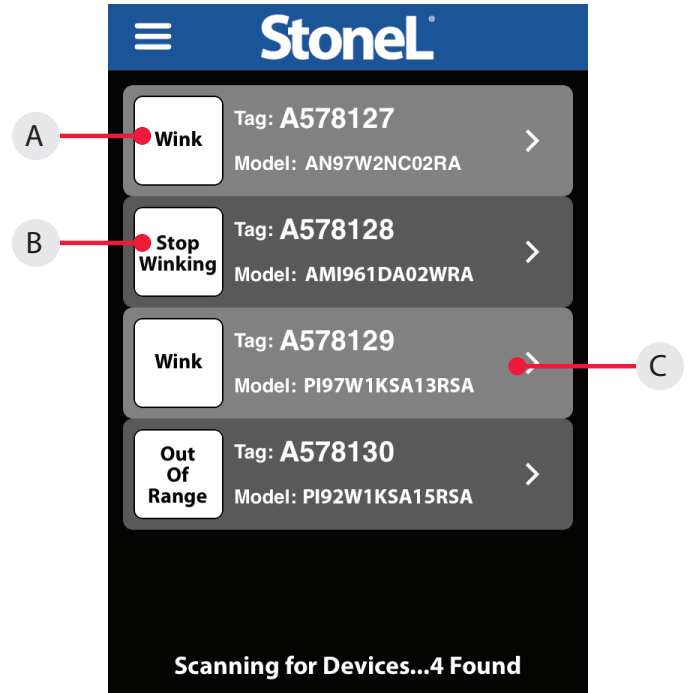 StoneL®
A
Wink
Tag: A578127
Model: AN97W2NC02RA
B
Stop
Winking
Tag: A578128
Model: AMI961DA02WRA
Wink
Tag: A578129
Model: PI97W1KSA13RSA
C
Out
Of
Range
Tag: A578130
Model: PI92W1KSA15RSA
Scanning for Devices...4 Found